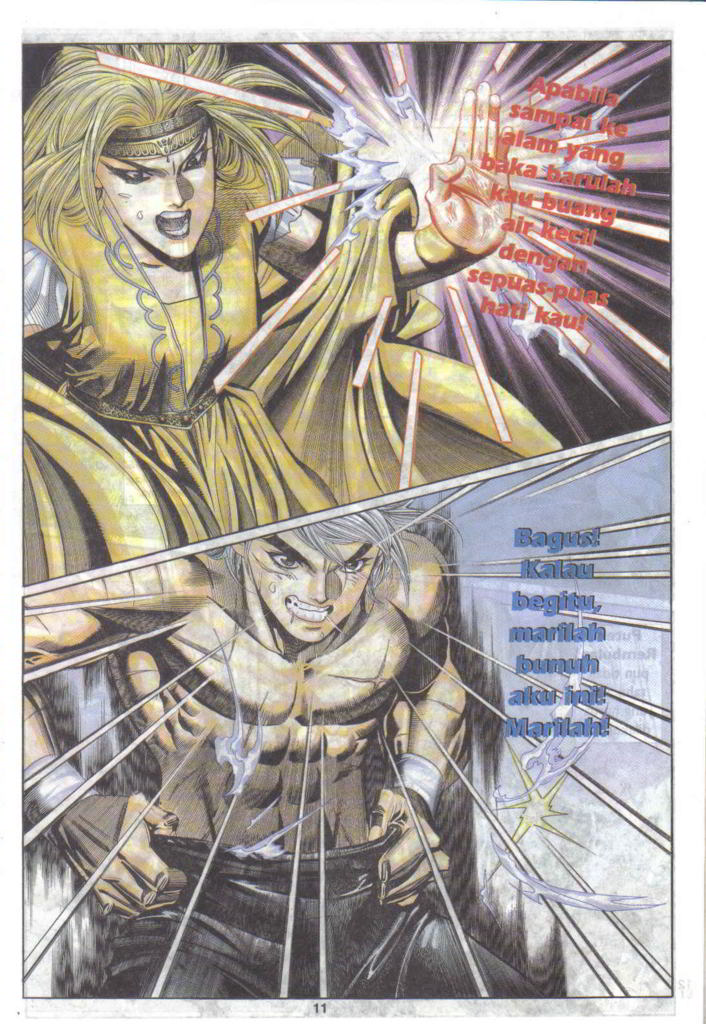 Apabila
sampai ke
alam yang
baka barulah
kau buang
air kecil
dengan
sepuas-puas
hati kau!
Bagus!
Kalau
begitu,
marilah
bunuh
aku ini!
Marilah!
11